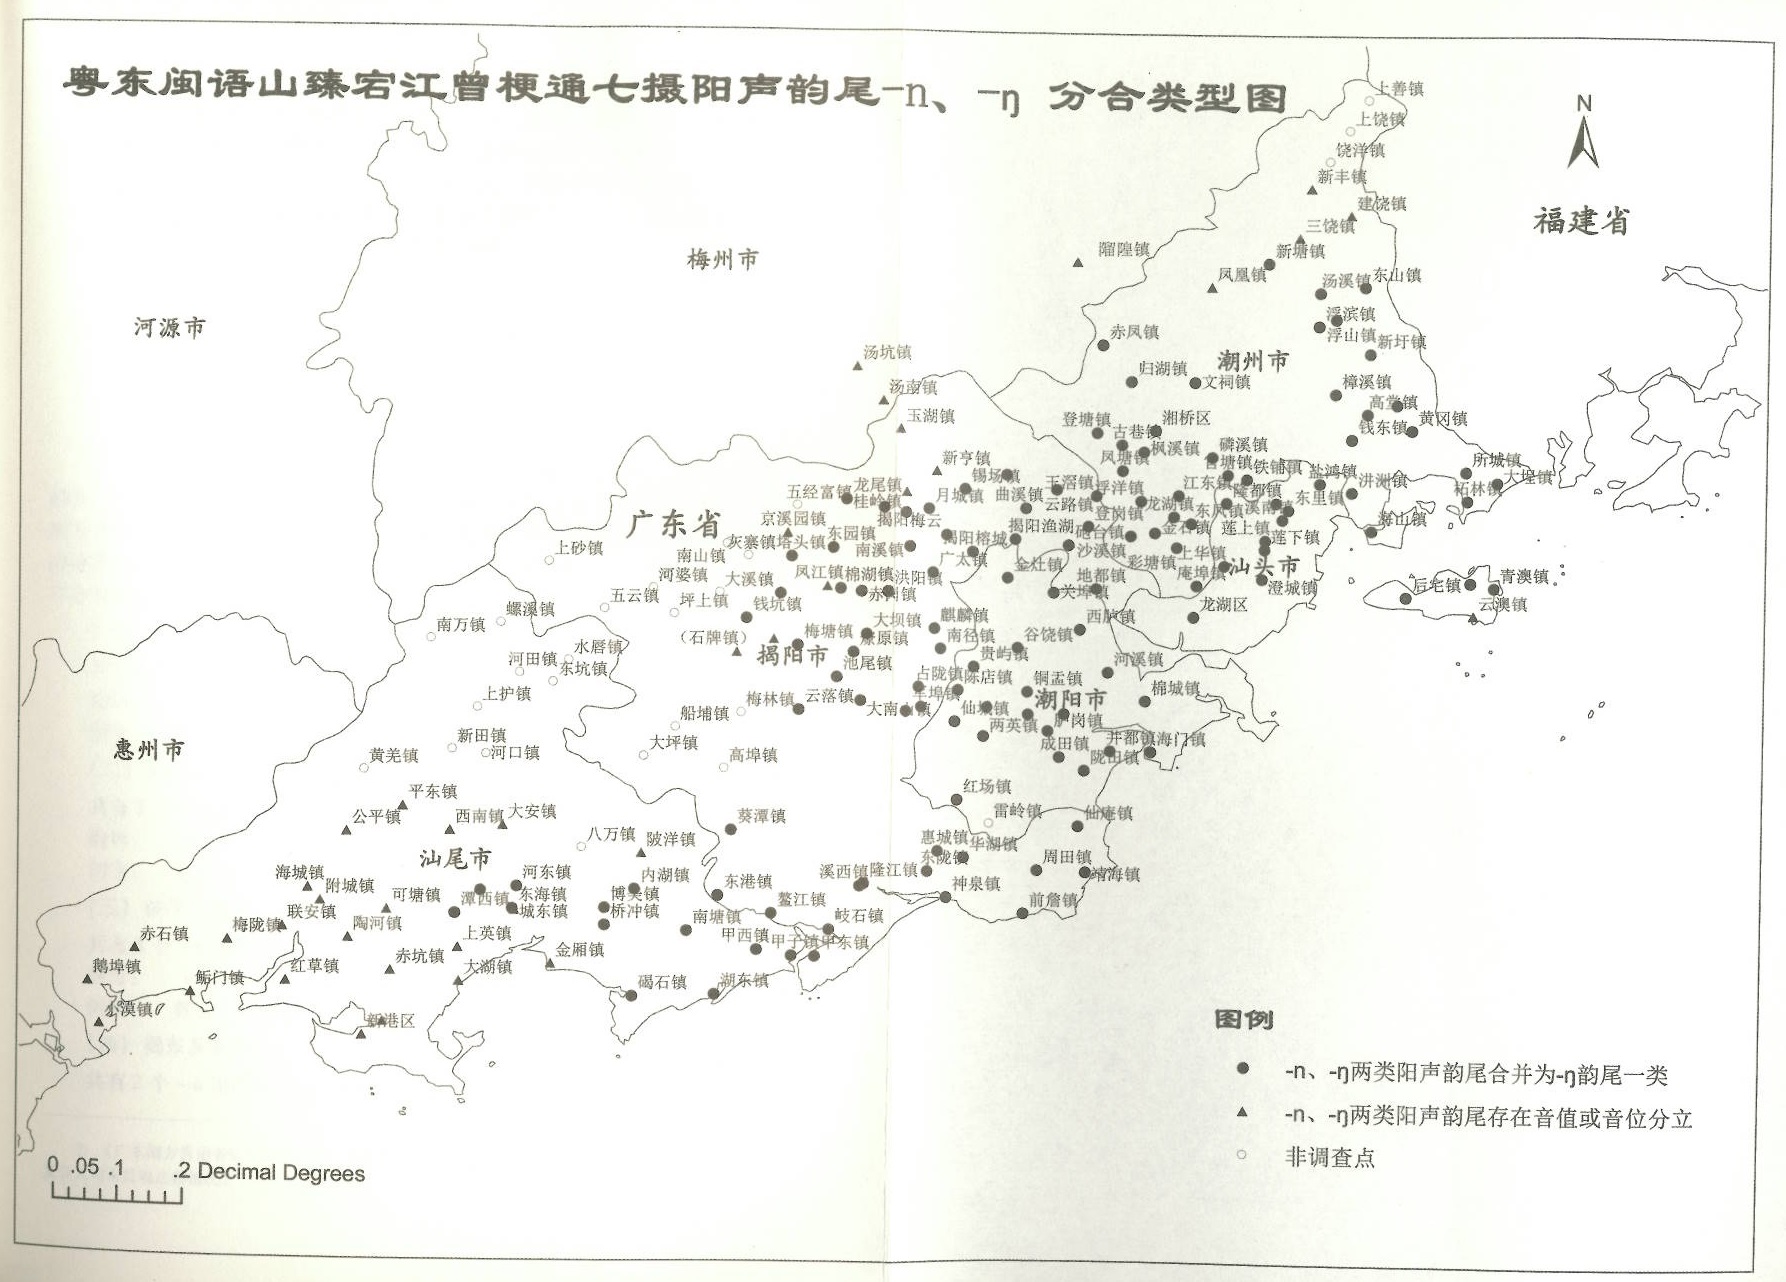 粤东闽语山臻宕江曾梗通七摄阳声韵尾-n、-ŋ 分合类型图
N
上善镇
上饶镇
饶洋镇
新丰镇
建饶镇
三饶镇
福建省
新塘镇
梅州市
隍镇
凤凰镇
汤溪镇
东山镇
河源市
浮滨镇
浮山镇
赤凤镇
新圩镇
汤坑镇
潮州市
归湖镇
文祠镇
樟溪镇
汤南镇
高堂镇
玉湖镇
登塘镇
湘桥区
黄冈镇
古巷
钱东镇
枫溪镇
磷溪镇
凤塘镇
新亨镇
铁铺镇
盐鸿镇
所城镇
锡场镇
大埕镇
五经富镇
龙尾镇
玉滘镇
浮洋镇
江东镇
隆都镇
洪洲镇
柘林镇
桂岭镇
月城镇
曲溪镇
云路镇
龙湖镇
东里镇
广东省
京溪园镇
揭阳梅云
登岗镇
东风镇
溪南镇
海山镇
揭阳渔湖
砲台镇
金石镇
莲上镇
东园镇
揭阳榕城
莲下镇
灰寨镇
塔头镇
南溪镇
沙溪镇
上砂镇
南山镇
广太镇
金灶镇
彩塘镇
上华镇
汕头市
河婆镇
大溪镇
凤江镇
棉湖镇
洪阳镇
地都镇
庵埠镇
后宅镇
青澳镇
关埠镇
澄城镇
五云镇
坪上镇
钱坑镇
赤岗镇
龙湖区
云澳镇
螺溪镇
南万镇
大坝镇
麒麟镇
西胪镇
(石牌镇)
梅塘镇
燎原镇
南径镇
谷饶镇
水唇镇
揭阳市
贵屿镇
河田镇
池尾镇
河溪镇
东坑镇
占陇镇
陈店镇
铜盂镇
上护镇
军埠镇
棉城镇
梅林镇
云落镇
潮阳市
大南山镇
仙城镇
船埔镇
两英镇
胪岗镇
新田镇
成田镇
井都镇
海门镇
惠州市
黄羌镇
河口镇
大坪镇
高埠镇
陇田镇
平东镇
红场镇
公平镇
西南镇
大安镇
葵潭镇
雷岭镇
仙庵镇
八万镇
陂洋镇
惠城镇
华湖镇
汕尾市
东陇镇
周田镇
海城镇
附城镇
河东镇
内湖镇
东港镇
溪西镇
隆江镇
靖海镇
可塘镇
潭西镇
东海镇
博美镇
神泉镇
联安镇
城东镇
桥冲镇
鳌江镇
前詹镇
梅陇镇
陶河镇
南塘镇
岐石镇
赤石镇
上英镇
甲西镇
甲子镇
甲东镇
赤坑镇
金厢镇
鹅埠镇
红草镇
大湖镇
鲘门镇
碣石镇
湖东镇
小漠镇
新港区
图例
-n、-ŋ两类阳声韵尾合并为-ŋ韵尾一类
-n、-ŋ两类阳声韵尾存在音值或音位分立
非调查点
0 .05 .1 .2 Decimal Degrees